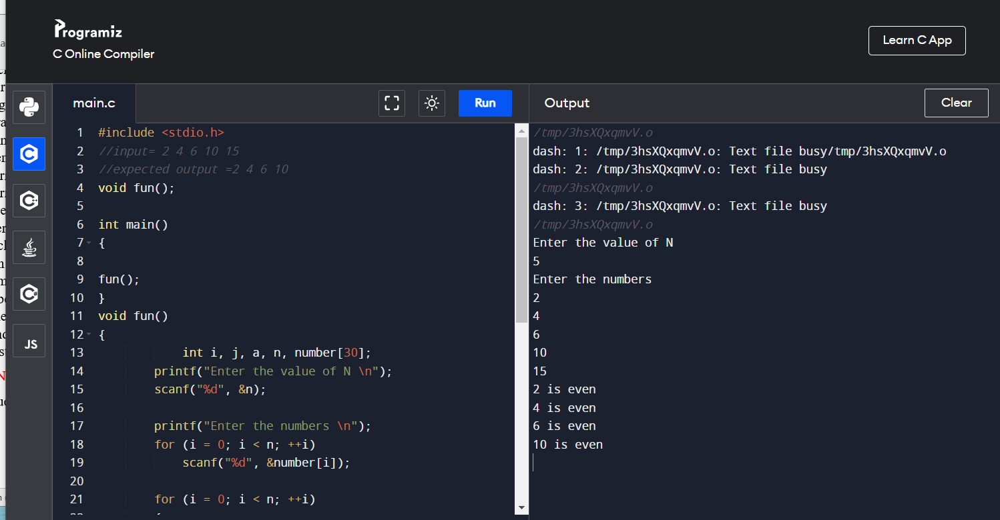 Programiz
C Online Compiler
Learn C App
main.c
Run
Output
Clear
JS
1 #include <stdio.h>
2 //input= 2 4 6 10 15
3 //expected output =2 4 6 10
4 void fun();
5
6 int main()
7 {
8
9 fun();
10 }
11 void fun()
12 {
13 int i, j, a, n, number[30];
14 printf("Enter the value of N \n");
15 scanf("%d", &n);
16
17 printf("Enter the numbers \n");
18 for (i = 0; i < n; ++i)
19 scanf("%d", &number[i]);
20
21 for (i = 0; i < n; ++i)
/tmp/3hsXQxqmvV.o
dash: 1: /tmp/3hsXQxqmvV.o: Text file busy/tmp/3hsXQxqmvV.o
dash: 2: /tmp/3hsXQxqmvV.o: Text file busy
/tmp/3hsXQxqmvV.o
dash: 3: /tmp/3hsXQxqmvV.o: Text file busy
/tmp/3hsXQxqmvV.o
Enter the value of N
5
Enter the numbers
2
4
6
10
15
2 is even
4 is even
6 is even
10 is even